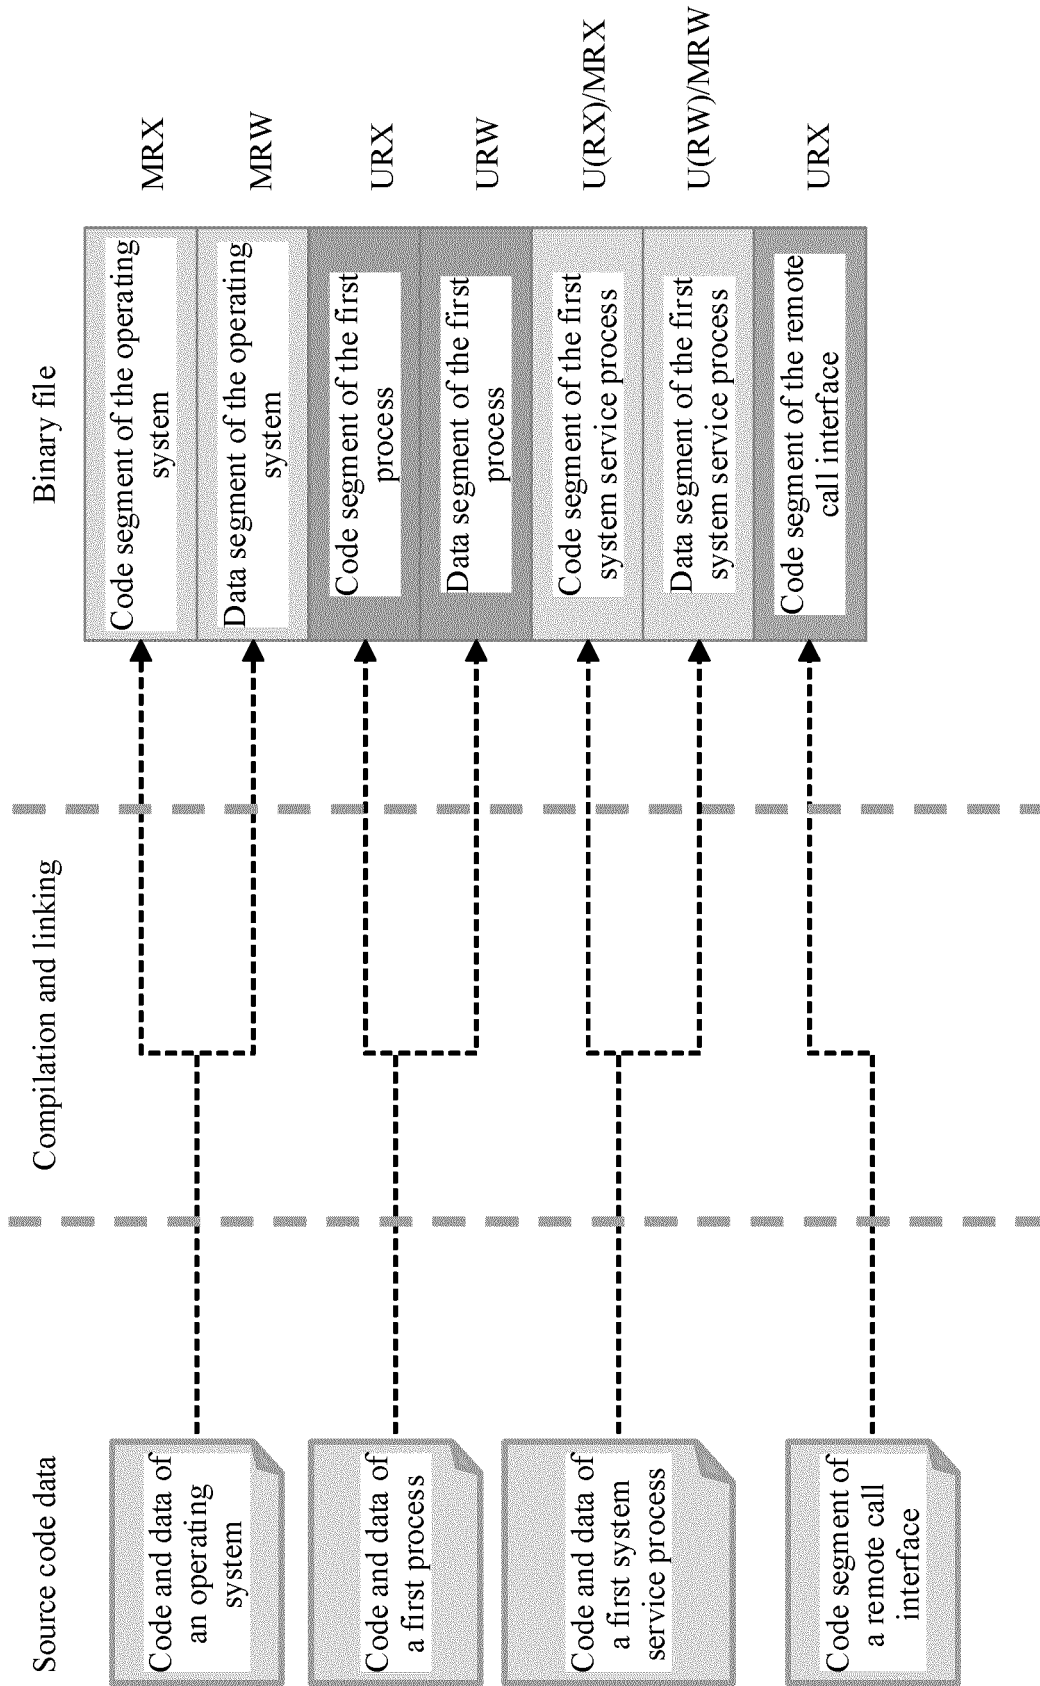 Source code data
Compilation and linking
Binary file
Code and data of
an operating
system
Code and data of
a first process
Code and data of
a first system
service process
Code segment of
a remote call
interface
Code segment of the operating
system
MRX
Data segment of the operating
system
MRW
Code segment of the first
process
URX
Data segment of the first
process
URW
Code segment of the first
system service process
U(RX)/MRX
Data segment of the first
system service process
U(RW)/MRW
Code segment of the remote
call interface
URX